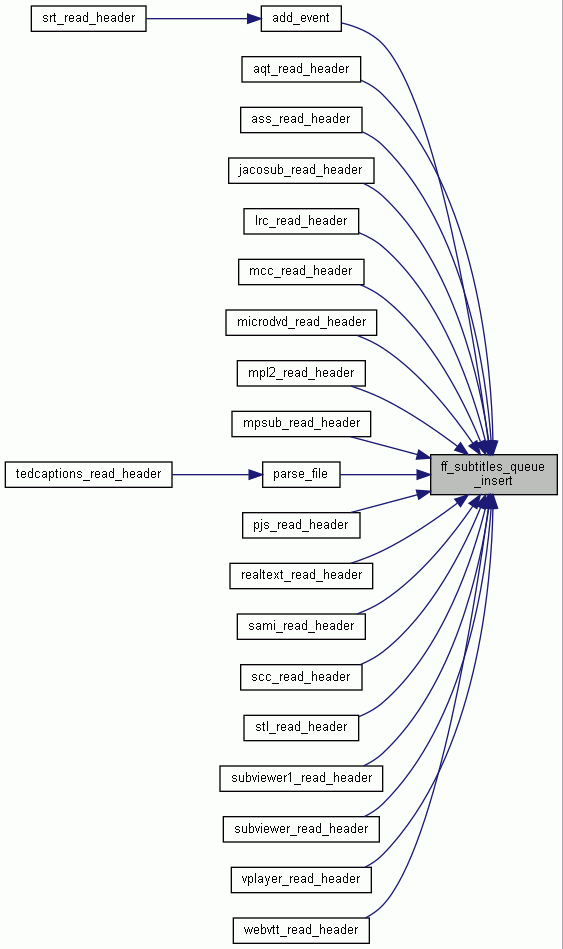 srt_read_header
add_event
aqt_read_header
ass_read_header
jacosub_read_header
lrc_read_header
mcc_read_header
microdvd_read_header
mpl2_read_header
mpsub_read_header
ff_subtitles_queue
_insert
tedcaptions_read_header
parse_file
pjs_read_header
realtext_read_header
sami_read_header
scc_read_header
stl_read_header
subviewer1_read_header
subviewer_read_header
vplayer_read_header
webvtt_read_header